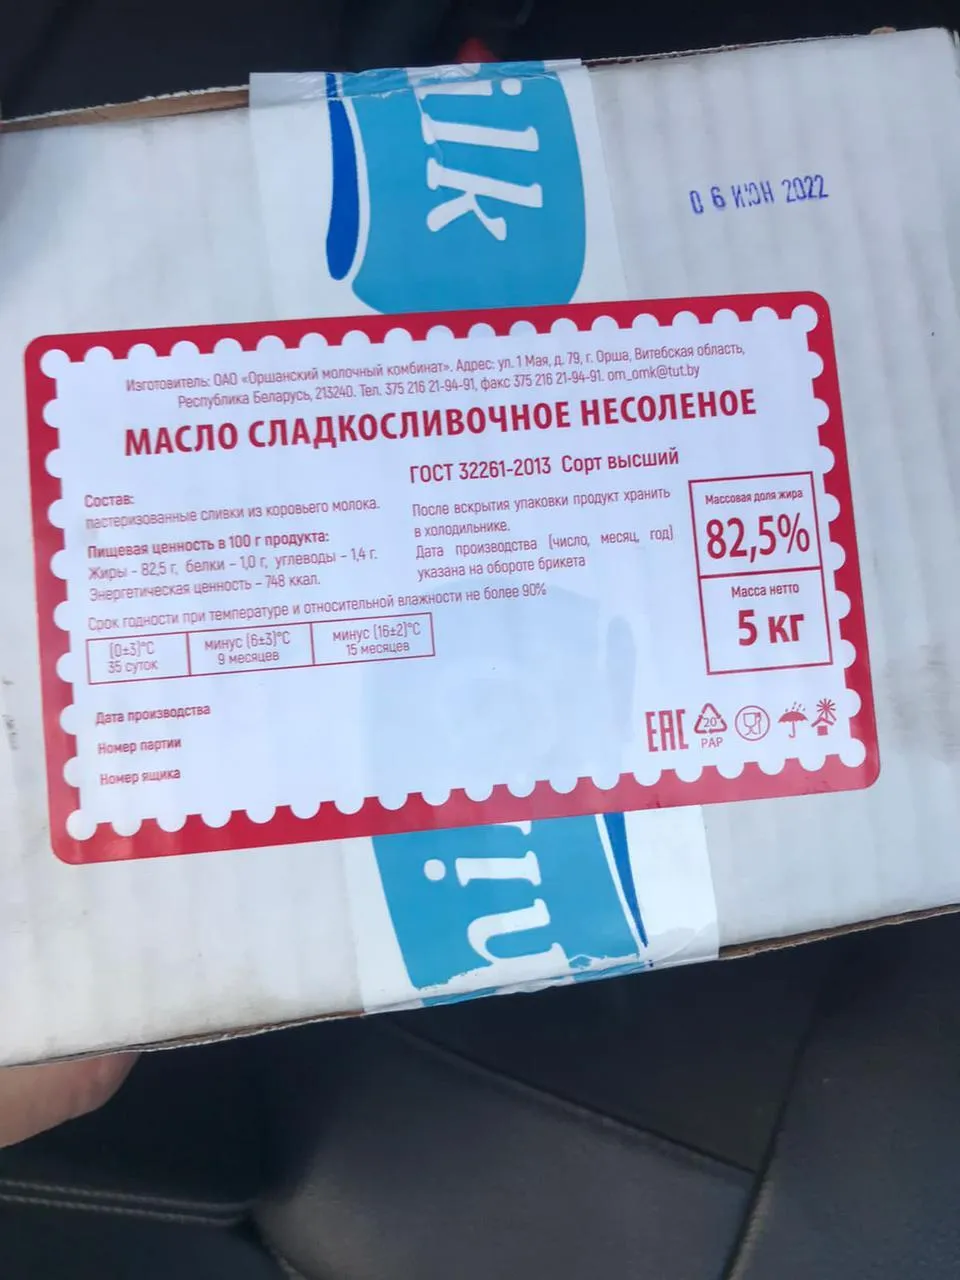 ilk
06 ИЮН 2022
Изготовитель: ОАО «Оршанский молочный комбинат». Адрес: ул. 1 Мая, д. 79, г. Орша, Витебская область,
Республика Беларусь, 213240. Тел. 375 216 21-94-91, факс 375 216 21-94-91. om_omk@tut.by
МАСЛО СЛАДКОСЛИВОЧНОЕ НЕСОЛЕНОЕ
ГОСТ 32261-2013 Сорт высший
Состав:
пастеризованные сливки из коровьего молока.
Пищевая ценность в 100 г продукта:
Жиры – 82,5 г, белки – 1,0 г, углеводы – 1,4 г.
Энергетическая ценность – 748 ккал.
После вскрытия упаковки продукт хранить
в холодильнике.
Дата производства (число, месяц, год)
указана на обороте брикета
Массовая доля жира
82,5%
Масса нетто
5 кг
Срок годности при температуре и относительной влажности не более 90%
(0±3)°С
35 суток
минус (6±3)°С
9 месяцев
минус (16±2)°С
15 месяцев
Дата производства
Номер партии
Номер ящика
EAC
20
PAP